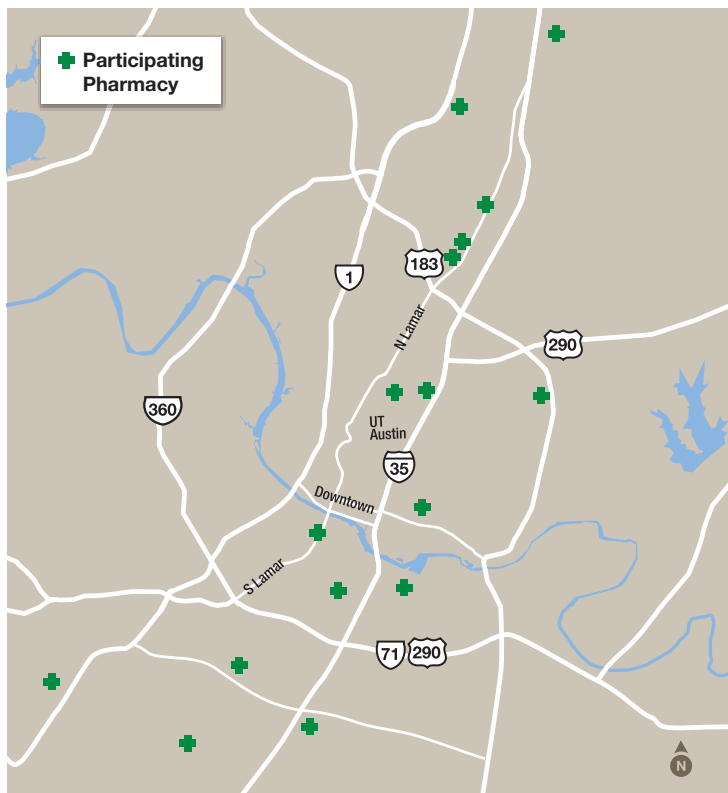 Participating
Pharmacy
1
183
N Lamar
290
360
UT
Austin
35
Downtown
S Lamar
71
290
N